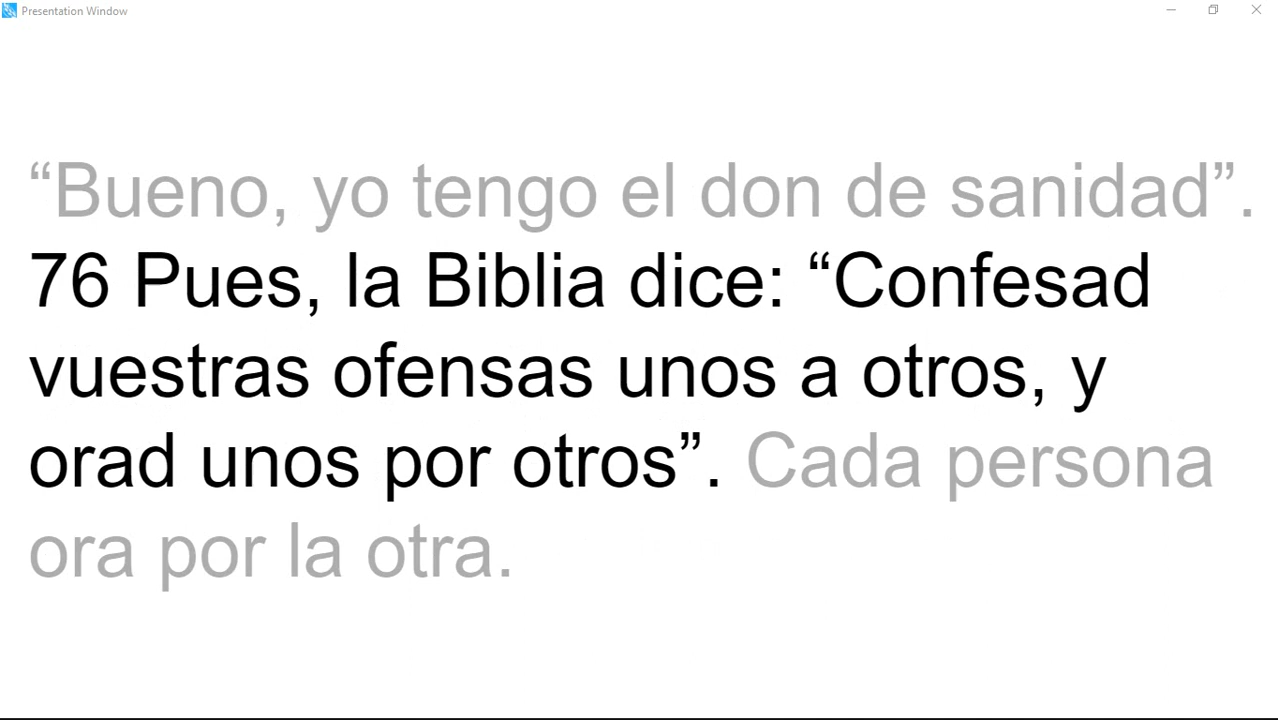 Presentation Window
“Bueno, yo tengo el don de sanidad”.
76 Pues, la Biblia dice: “Confesad
vuestras ofensas unos a otros, y
orad unos por otros”. Cada persona
ora por la otra.